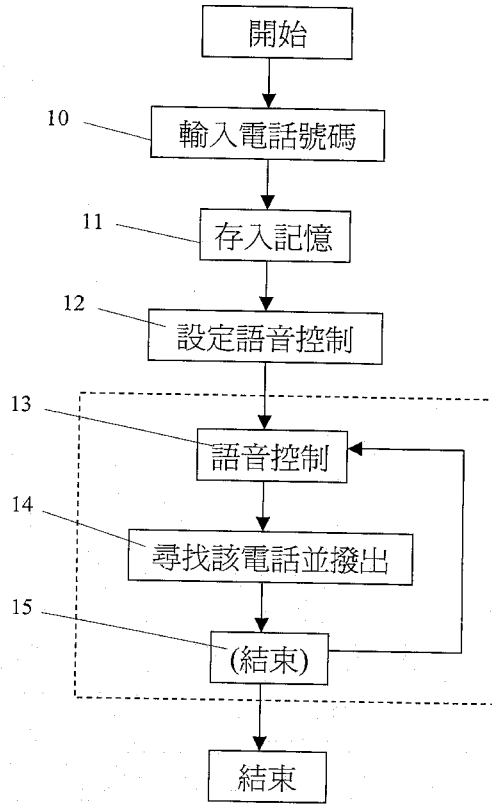 開始
10
輸入電話號碼
11
存入記憶
12
設定語音控制
13
語音控制
14
尋找該電話並撥出
15
(結束)
結束